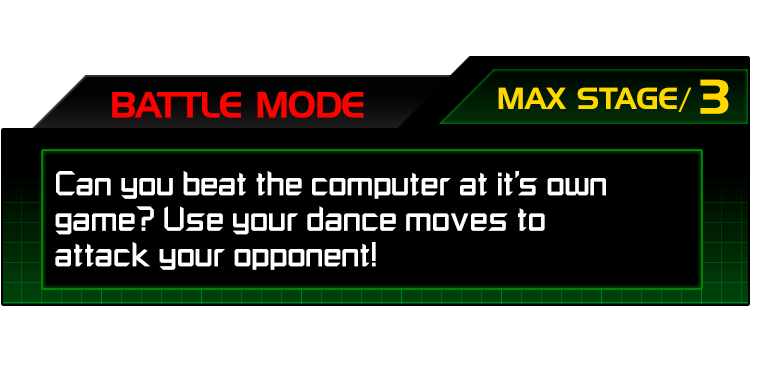 BATTLE MODE
MAX STAGE/ 3
Can you beat the computer at it's own
game? Use your dance moves to
attack your opponent!